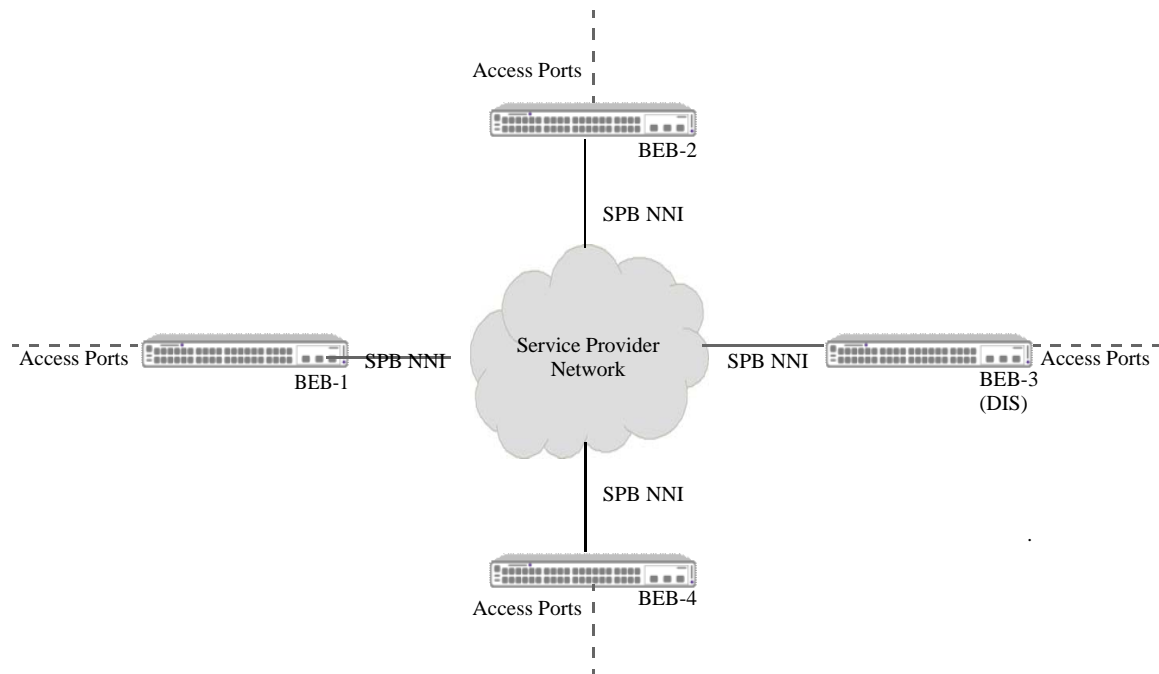 Access Ports
BEB-2
SPB NNI
Service Provider
Network
Access Ports
SPB NNI
BEB-1
SPB NNI
Access Ports
BEB-3
(DIS)
SPB NNI
.
BEB-4
Access Ports